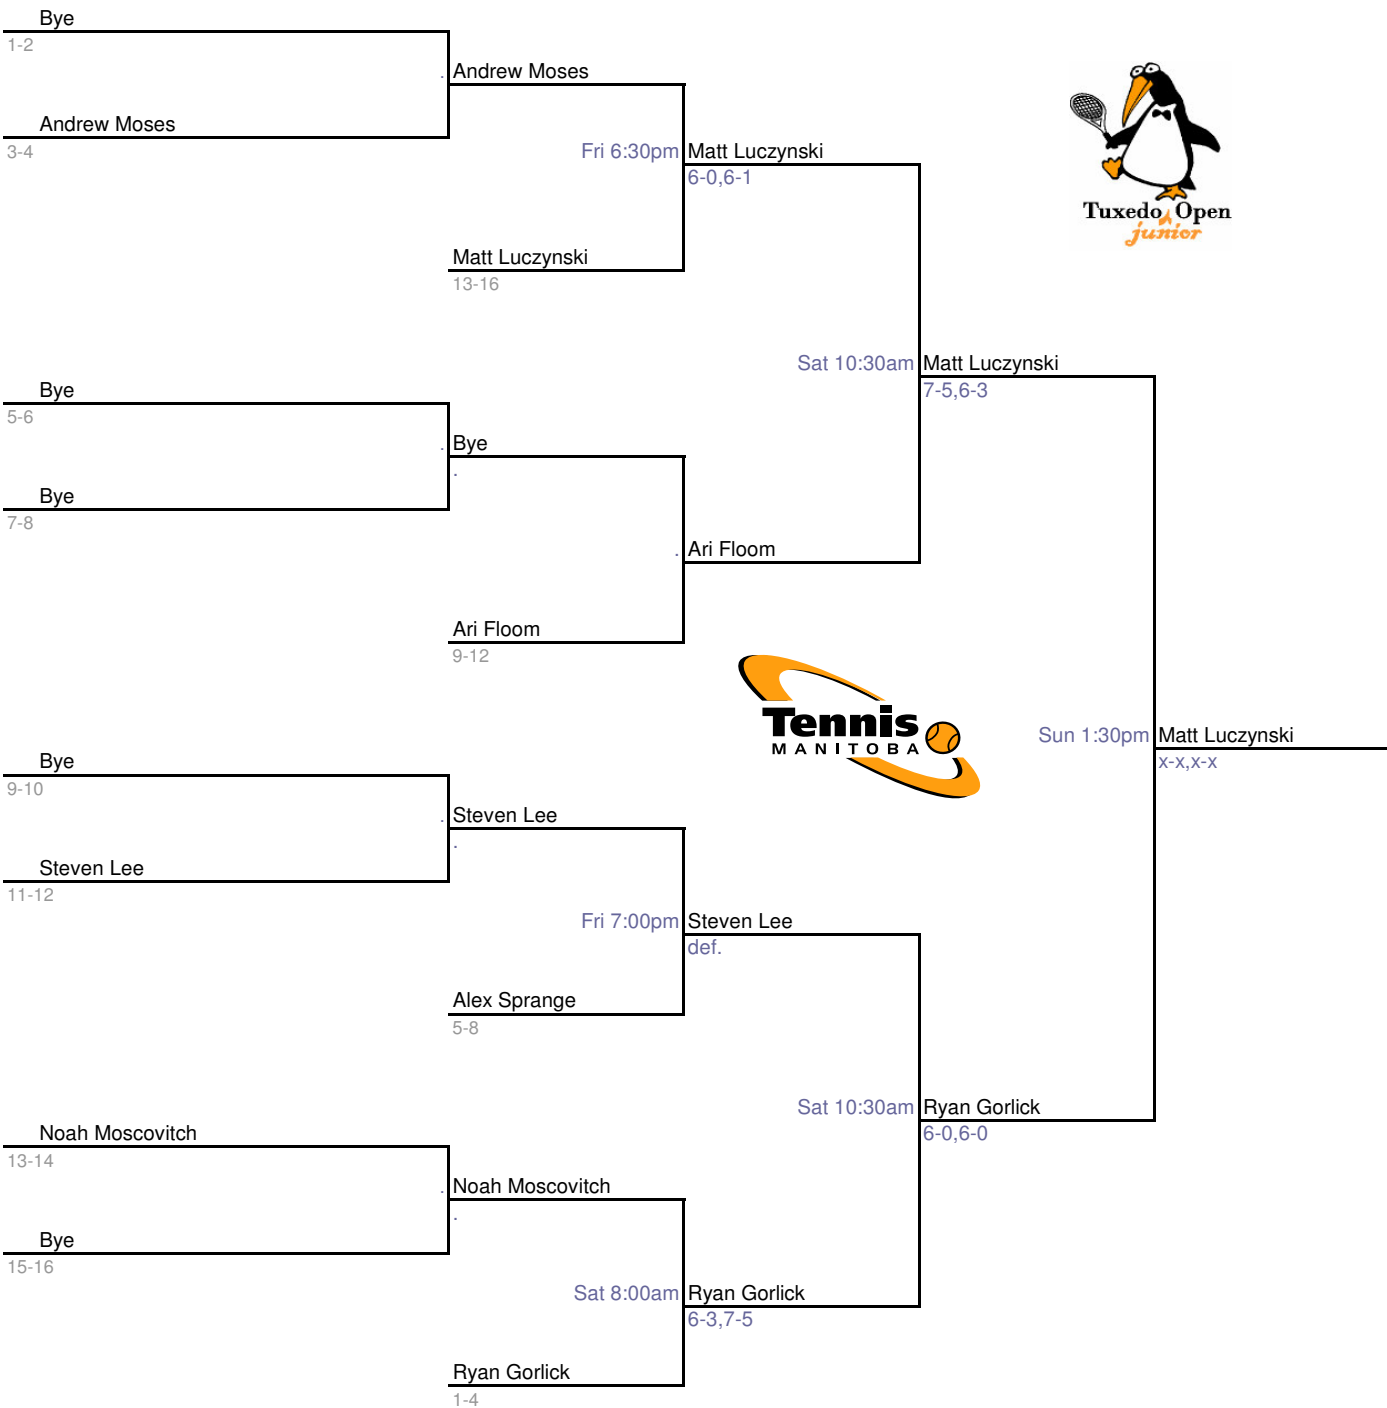 Bye
1-2
. Andrew Moses
Andrew Moses
3-4
Fri 6:30pm Matt Luczynski
6-0,6-1
Tuxedo Open
junior
Matt Luczynski
13-16
Sat 10:30am Matt Luczynski
7-5,6-3
Bye
5-6
. Bye
.
Bye
7-8
. Ari Floom
Ari Floom
9-12
Tennis
MANITOBA
Sun 1:30pm Matt Luczynski
x-x,x-x
Bye
9-10
. Steven Lee
.
Steven Lee
11-12
Fri 7:00pm Steven Lee
def.
Alex Sprange
5-8
Sat 10:30am Ryan Gorlick
6-0,6-0
Noah Moscovitch
13-14
. Noah Moscovitch
.
Bye
15-16
Sat 8:00am Ryan Gorlick
6-3,7-5
Ryan Gorlick
1-4